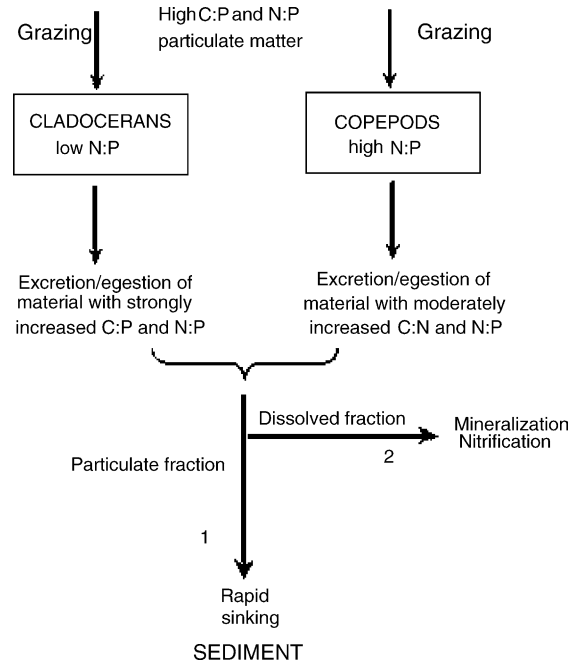 Grazing
High C:P and N:P
particulate matter
Grazing
CLADOCERANS
low N:P
COPEPODS
high N:P
Excretion/egestion of
material with strongly
increased C:P and N:P
Excretion/egestion of
material with moderately
increased C:N and N:P
Dissolved fraction
2
Mineralization
Nitrification
Particulate fraction
1
Rapid
sinking
SEDIMENT